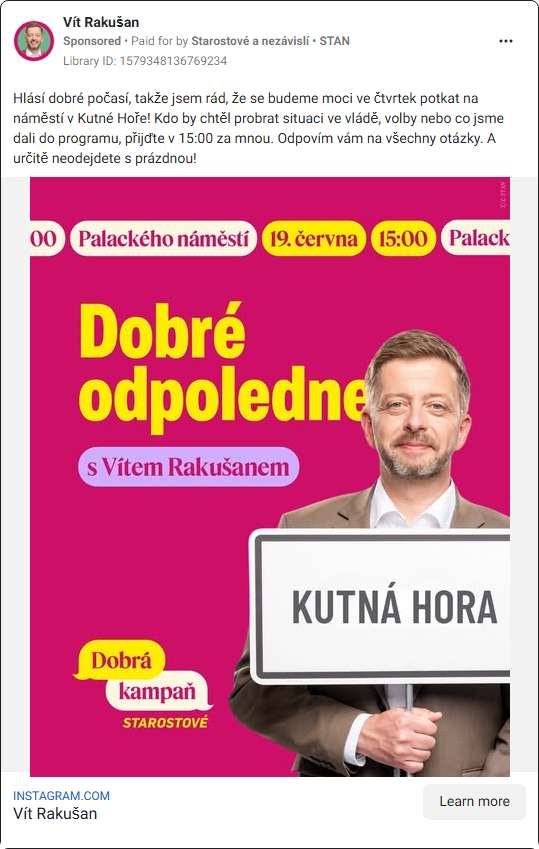 Vít Rakušan
Sponsored • Paid for by Starostové a nezávislí • STAN
Library ID: 1579348136769234
Hlásí dobré počasí, takže jsem rád, že se budeme moci ve čtvrtek potkat na
náměstí v Kutné Hoře! Kdo by chtěl probrat situaci ve vládě, volby nebo co jsme
dali do programu, přijďte v 15:00 za mnou. Odpovím vám na všechny otázky. A
určitě neodejdete s prázdnou!
00 Palackého náměstí 19. června 15:00 Palack
Dobré
odpoledne
s Vítem Rakušanem
KUTNÁ HORA
Dobrá
kampaň
STAROSTOVÉ
INSTAGRAM.COM
Vít Rakušan
Learn more